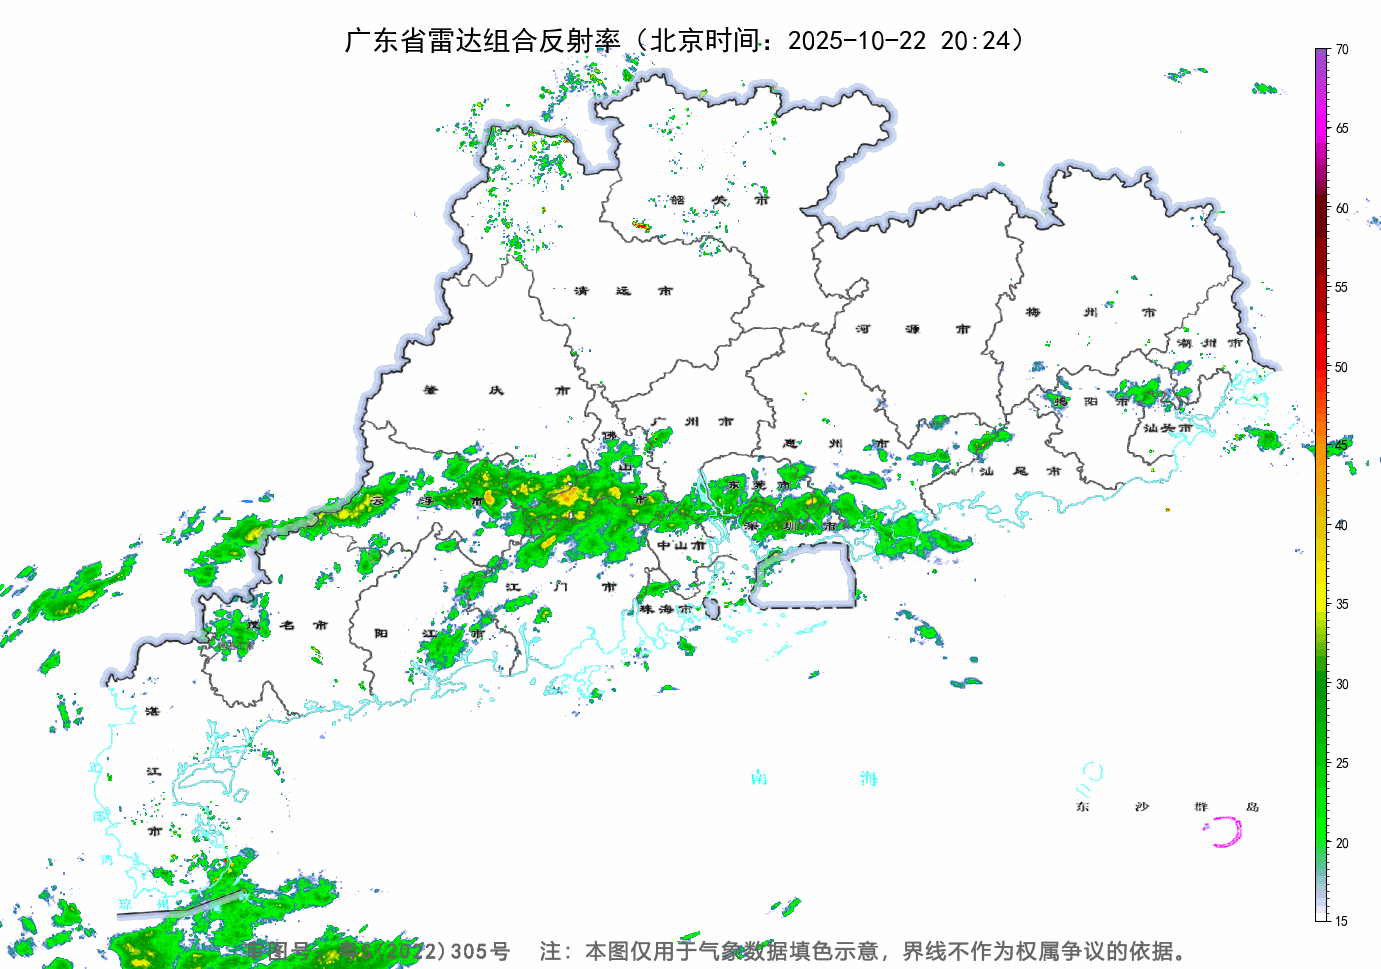 广东省雷达组合反射率（北京时间：2025-10-22 20:24）
70
65
60
55
50
45
40
35
30
25
20
15
韶关市
清远市
河源市
梅州市
潮州市
肇庆市
广州市
佛山市
惠州市
揭阳市
汕头市
汕尾市
云浮市
东莞市
深圳市
中山市
江门市
珠海市
茂名市
阳江市
湛江市
北部湾
琼州
南海
东沙群岛
审图号：粤S(2022)305号 注：本图仅用于气象数据填色示意，界线不作为权属争议的依据。